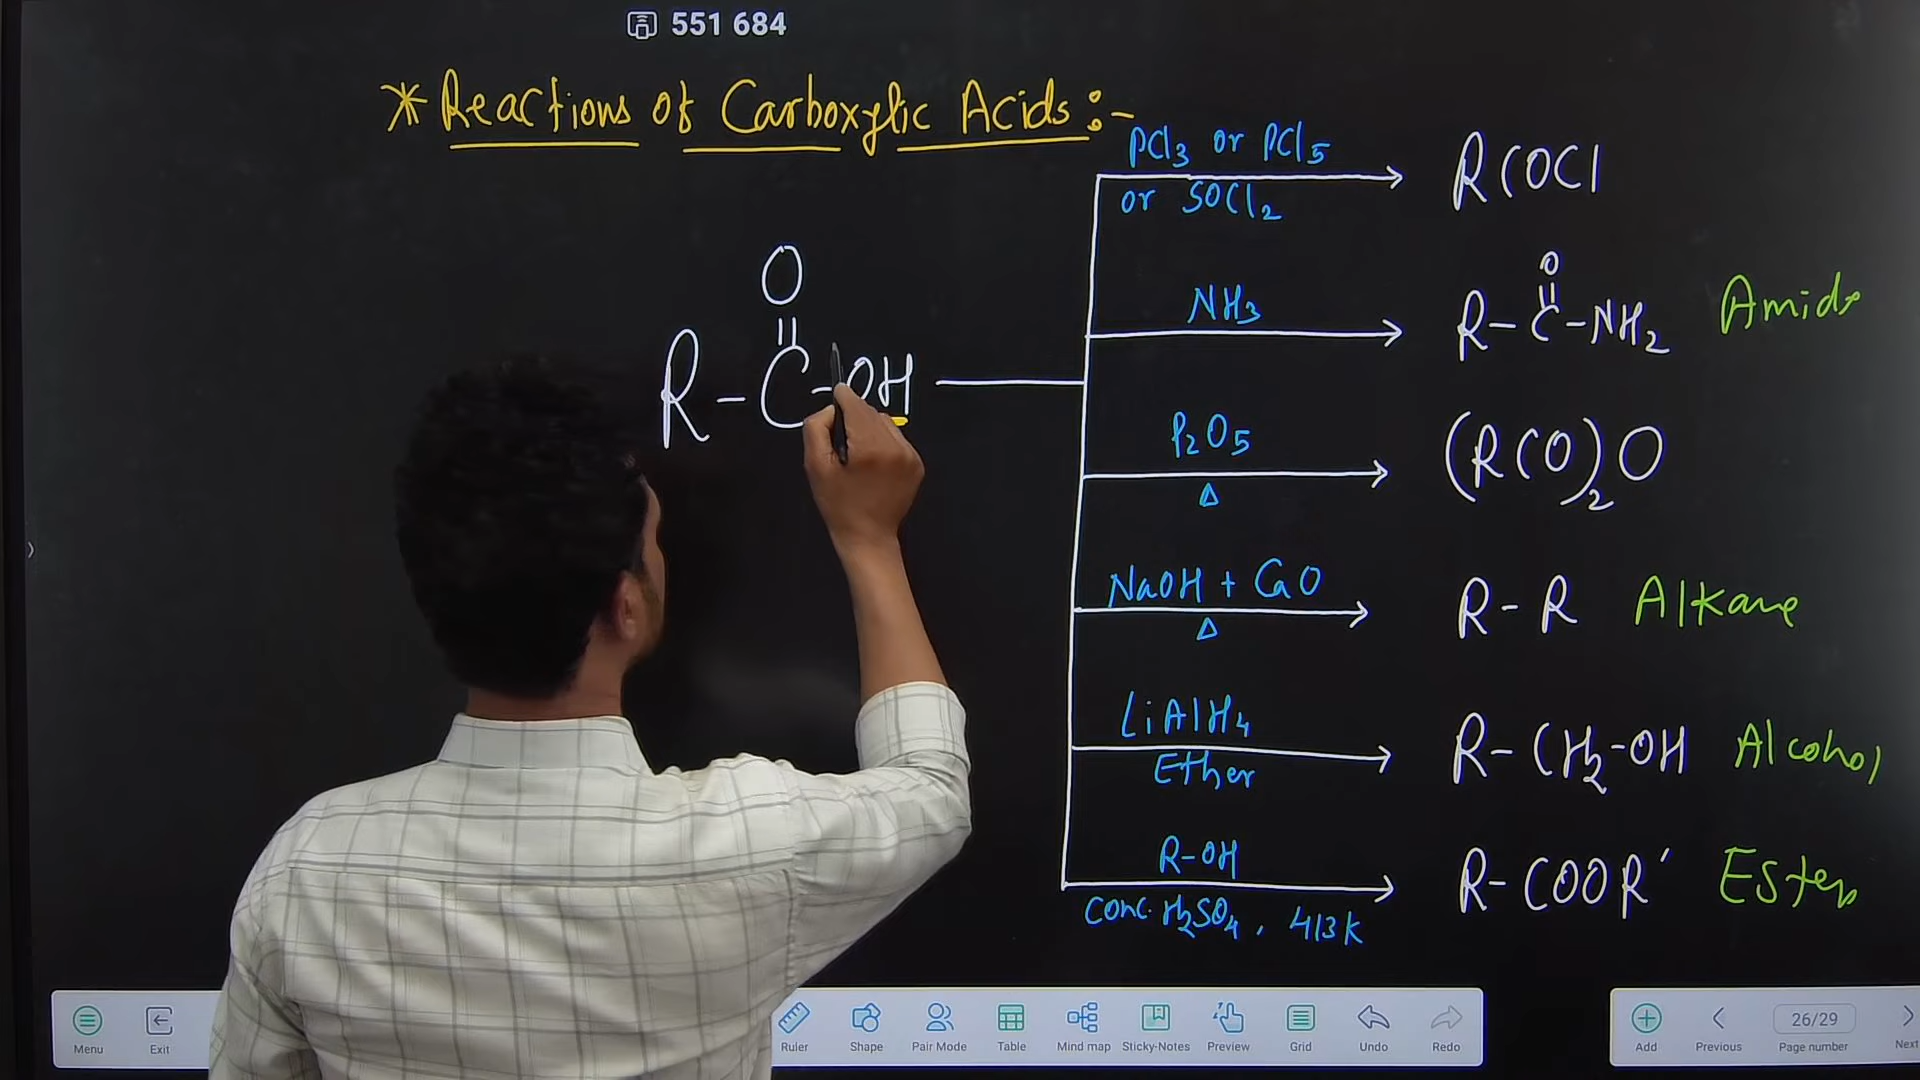 551 684
* Reactions of Carboxylic Acids :-
O
||
R-C-OH
PCl3 or PCl5
or SOCl2
RCOCl
NH3
O
||
R-C-NH2 Amide
P2O5
Δ
(RCO)2O
NaOH + CaO
Δ
R-R Alkane
LiAlH4
Ether
R-CH2-OH Alcohol
R-OH
Conc. H2SO4, 413K
R-COOR' Ester
Menu
Exit
Ruler
Shape
Pair Mode
Table
Mind map
Sticky-Notes
Preview
Grid
Undo
Redo
Add
Previous
26/29
Page number
Next